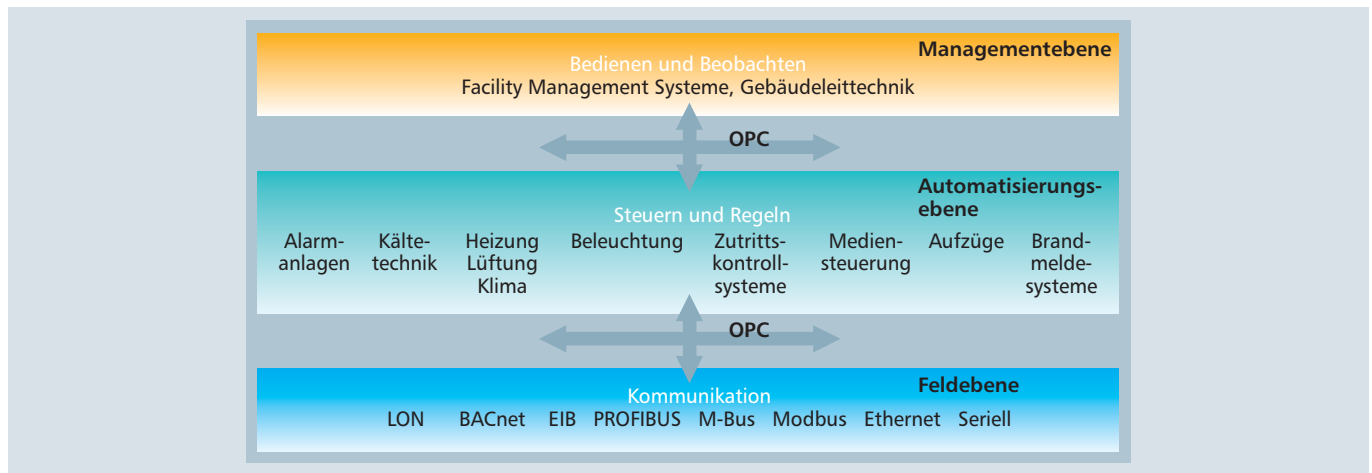 Managementebene
Bedienen und Beobachten
Facility Management Systeme, Gebäudeleittechnik
OPC
Automatisierungs-
ebene
Steuern und Regeln
Alarm-
anlagen
Kälte-
technik
Heizung
Lüftung
Klima
Beleuchtung
Zutritts-
kontroll-
systeme
Medien-
steuerung
Aufzüge
Brand-
melde-
systeme
OPC
Feldebene
Kommunikation
LON BACnet EIB PROFIBUS M-Bus Modbus Ethernet Seriell